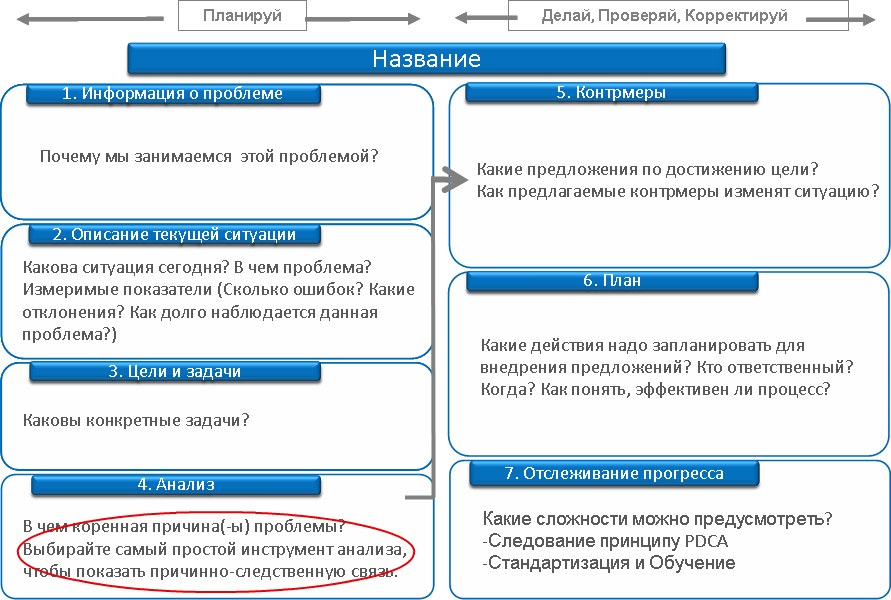 Планируй
Делай, Проверяй, Корректируй
Название
1. Информация о проблеме
Почему мы занимаемся этой проблемой?
2. Описание текущей ситуации
Какова ситуация сегодня? В чем проблема?
Измеримые показатели (Сколько ошибок? Какие
отклонения? Как долго наблюдается данная
проблема?)
3. Цели и задачи
Каковы конкретные задачи?
4. Анализ
В чем коренная причина(-ы) проблемы?
Выбирайте самый простой инструмент анализа,
чтобы показать причинно-следственную связь.
5. Контрмеры
Какие предложения по достижению цели?
Как предлагаемые контрмеры изменят ситуацию?
6. План
Какие действия надо запланировать для
внедрения предложений? Кто ответственный?
Когда? Как понять, эффективен ли процесс?
7. Отслеживание прогресса
Какие сложности можно предусмотреть?
-Следование принципу PDCA
-Стандартизация и Обучение